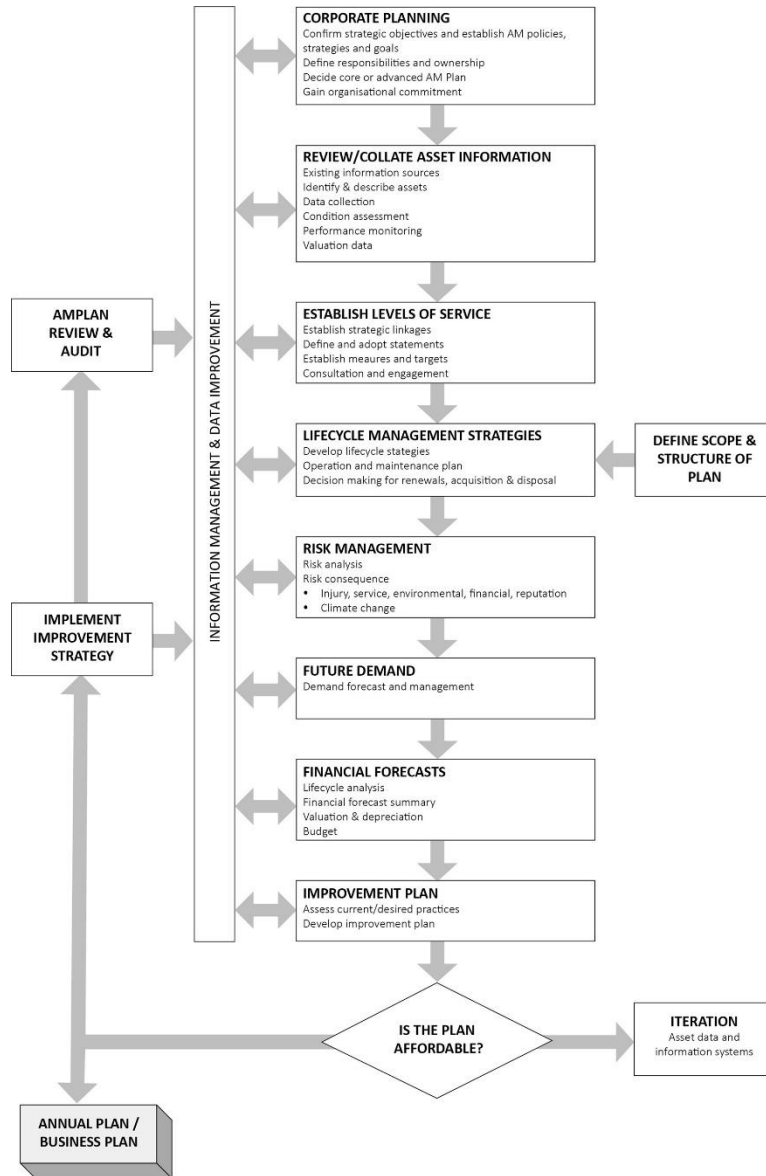 CORPORATE PLANNING
Confirm strategic objectives and establish AM policies,
strategies and goals
Define responsibilities and ownership
Decide core or advanced AM Plan
Gain organisational commitment
REVIEW/COLLATE ASSET INFORMATION
Existing information sources
Identify & describe assets
Data collection
Condition assessment
Performance monitoring
Valuation data
INFORMATION MANAGEMENT & DATA IMPROVEMENT
AMPLAN
REVIEW &
AUDIT
ESTABLISH LEVELS OF SERVICE
Establish strategic linkages
Define and adopt statements
Establish measures and targets
Consultation and engagement
LIFECYCLE MANAGEMENT STRATEGIES
Develop lifecycle stategies
Operation and maintenance plan
Decision making for renewals, acquisition & disposal
DEFINE SCOPE &
STRUCTURE OF
PLAN
RISK MANAGEMENT
Risk analysis
Risk consequence
• Injury, service, environmental, financial, reputation
• Climate change
IMPLEMENT
IMPROVEMENT
STRATEGY
FUTURE DEMAND
Demand forecast and management
FINANCIAL FORECASTS
Lifecycle analysis
Financial forecast summary
Valuation & depreciation
Budget
IMPROVEMENT PLAN
Assess current/desired practices
Develop improvement plan
IS THE PLAN
AFFORDABLE?
ITERATION
Asset data and
information systems
ANNUAL PLAN /
BUSINESS PLAN